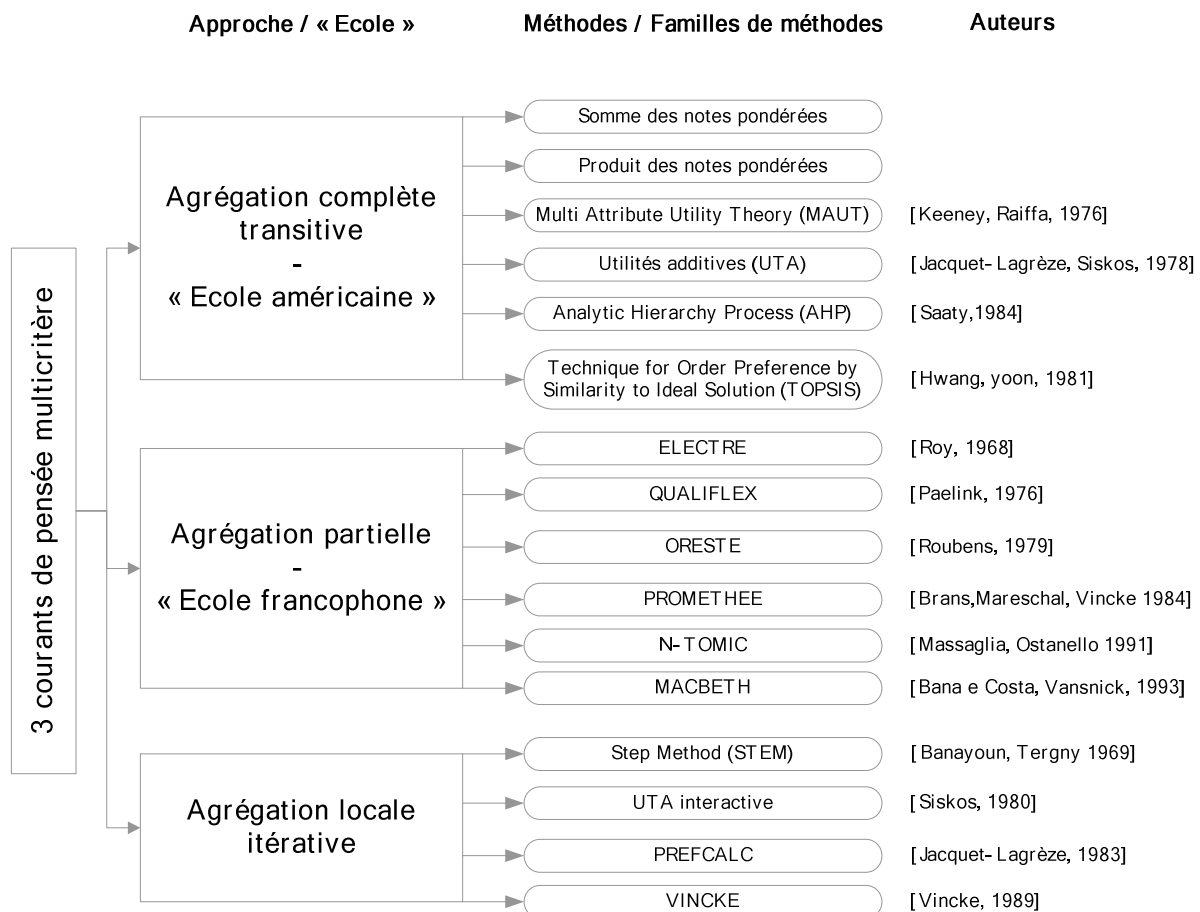 Approche / « Ecole »
Méthodes / Familles de méthodes
Auteurs
3 courants de pensée multicritère
Agrégation complète
transitive
-
« Ecole américaine »
Somme des notes pondérées
Produit des notes pondérées
Multi Attribute Utility Theory (MAUT)
[Keeney, Raiffa, 1976]
Utilités additives (UTA)
[Jacquet-Lagrèze, Siskos, 1978]
Analytic Hierarchy Process (AHP)
[Saaty,1984]
Technique for Order Preference by
Similarity to Ideal Solution (TOPSIS)
[Hwang, yoon, 1981]
Agrégation partielle
-
« Ecole francophone »
ELECTRE
[Roy, 1968]
QUALIFLEX
[Paelink, 1976]
ORESTE
[Roubens, 1979]
PROMETHEE
[Brans,Mareschal, Vincke 1984]
N-TOMIC
[Massaglia, Ostanello 1991]
MACBETH
[Bana e Costa, Vansnick, 1993]
Agrégation locale
itérative
Step Method (STEM)
[Banayoun, Tergny 1969]
UTA interactive
[Siskos, 1980]
PREFCALC
[Jacquet-Lagrèze, 1983]
VINCKE
[Vincke, 1989]